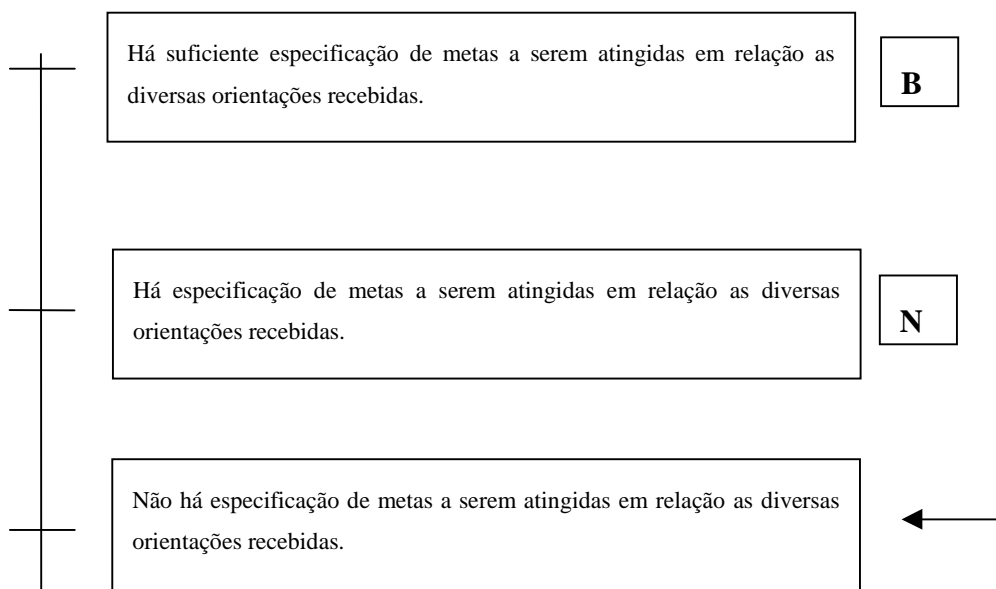 Há suficiente especificação de metas a serem atingidas em relação as
diversas orientações recebidas.
B
Há especificação de metas a serem atingidas em relação as diversas
orientações recebidas.
N
Não há especificação de metas a serem atingidas em relação as diversas
orientações recebidas.